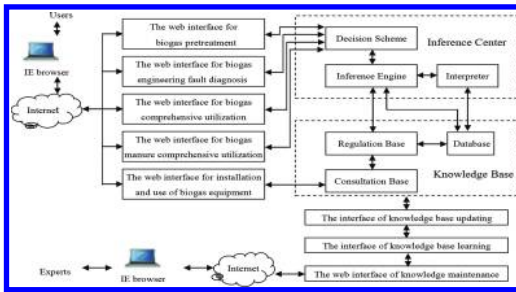 Users
IE browser
Internet
The web interface for
biogas pretreatment
The web interface for biogas
engineering fault diagnosis
The web interface for biogas
comprehensive utilization
The web interface for biogas
manure comprehensive utilization
The web interface for installation
and use of biogas equipment
Decision Scheme
Inference Center
Inference Engine
Interpreter
Regulation Base
Database
Knowledge Base
Consultation Base
The interface of knowledge base updating
The interface of knowledge base learning
The web interface of knowledge maintenance
Experts
IE browser
Internet